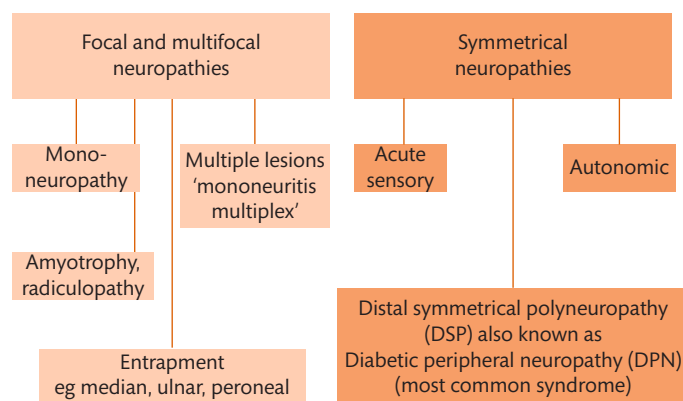 Focal and multifocal
neuropathies
Symmetrical
neuropathies
Mono-
neuropathy
Multiple lesions
‘mononeuritis
multiplex’
Acute
sensory
Autonomic
Amyotrophy,
radiculopathy
Distal symmetrical polyneuropathy
(DSP) also known as
Diabetic peripheral neuropathy (DPN)
(most common syndrome)
Entrapment
eg median, ulnar, peroneal